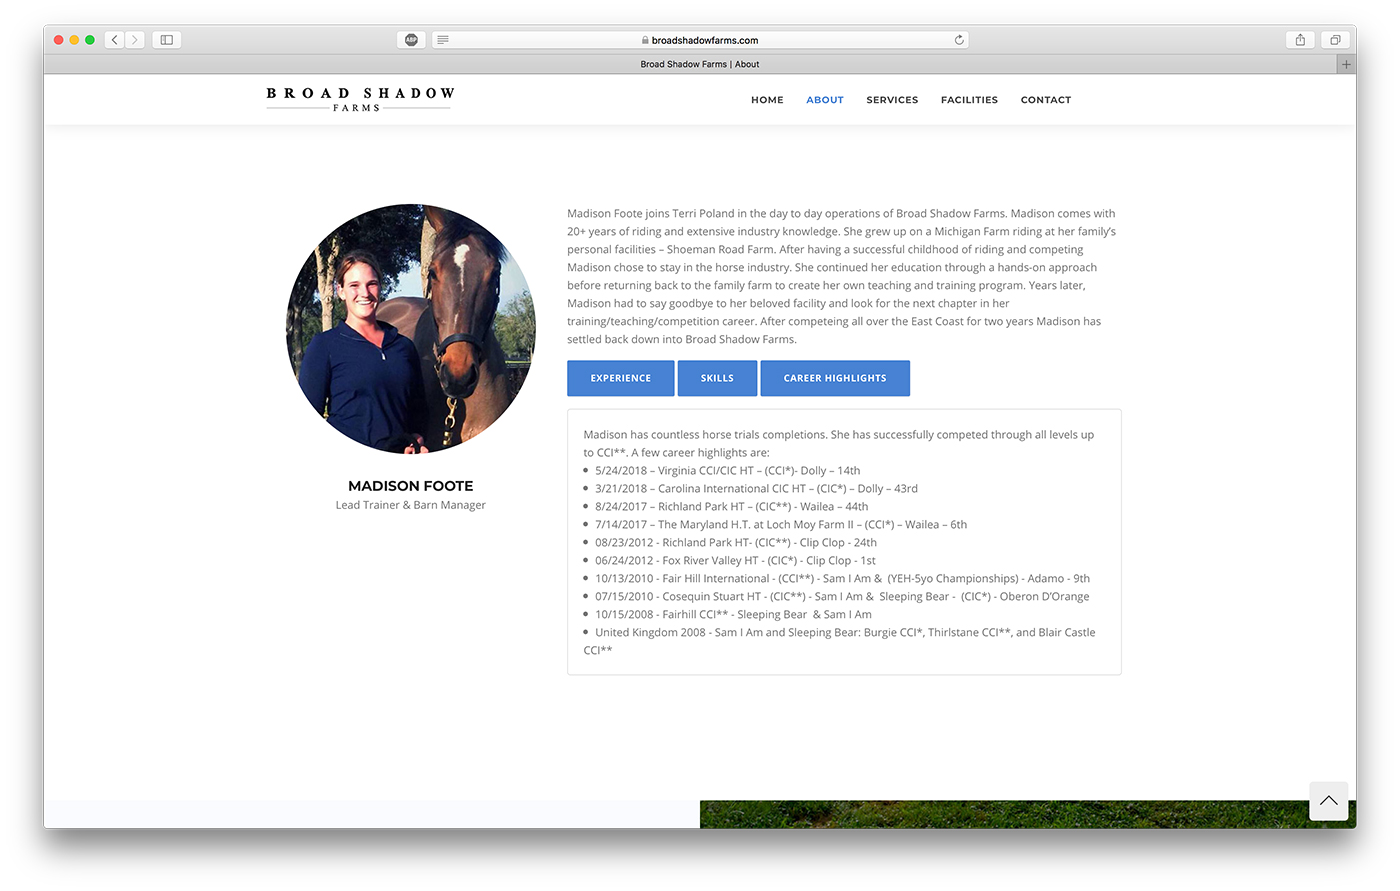 ABP
broadshadowfarms.com
Broad Shadow Farms | About
BROAD SHADOW
FARMS
HOME ABOUT SERVICES FACILITIES CONTACT
Madison Foote joins Terri Poland in the day to day operations of Broad Shadow Farms. Madison comes with
20+ years of riding and extensive industry knowledge. She grew up on a Michigan Farm riding at her family’s
personal facilities – Shoeman Road Farm. After having a successful childhood of riding and competing
Madison chose to stay in the horse industry. She continued her education through a hands-on approach
before returning back to the family farm to create her own teaching and training program. Years later,
Madison had to say goodbye to her beloved facility and look for the next chapter in her
training/teaching/competition career. After competeing all over the East Coast for two years Madison has
settled back down into Broad Shadow Farms.
MADISON FOOTE
Lead Trainer & Barn Manager
EXPERIENCE SKILLS CAREER HIGHLIGHTS
Madison has countless horse trials completions. She has successfully competed through all levels up
to CCI**. A few career highlights are:
• 5/24/2018 – Virginia CCI/CIC HT – (CCI*)- Dolly – 14th
• 3/21/2018 – Carolina International CIC HT – (CIC*) – Dolly – 43rd
• 8/24/2017 – Richland Park HT – (CIC**) - Wailea – 44th
• 7/14/2017 – The Maryland H.T. at Loch Moy Farm II – (CCI*) – Wailea – 6th
• 08/23/2012 - Richland Park HT- (CIC**) - Clip Clop - 24th
• 06/24/2012 - Fox River Valley HT - (CIC*) - Clip Clop - 1st
• 10/13/2010 - Fair Hill International - (CCI**) - Sam I Am & (YEH-5yo Championships) - Adamo - 9th
• 07/15/2010 - Cosequin Stuart HT - (CIC**) - Sam I Am & Sleeping Bear - (CIC*) - Oberon D’Orange
• 10/15/2008 - Fairhill CCI** - Sleeping Bear & Sam I Am
• United Kingdom 2008 - Sam I Am and Sleeping Bear: Burgie CCI*, Thirlstane CCI**, and Blair Castle
CCI**